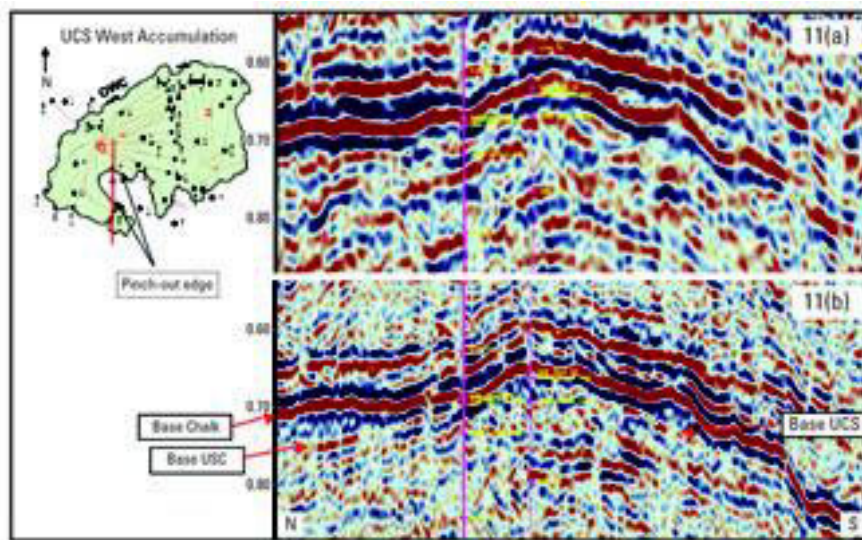 UCS West Accumulation
N
OWC
Pinch-out edge
11(a)
0.60
0.70
0.80
11(b)
0.60
0.70
0.80
Base Chalk
Base USC
Base UCS
N
S